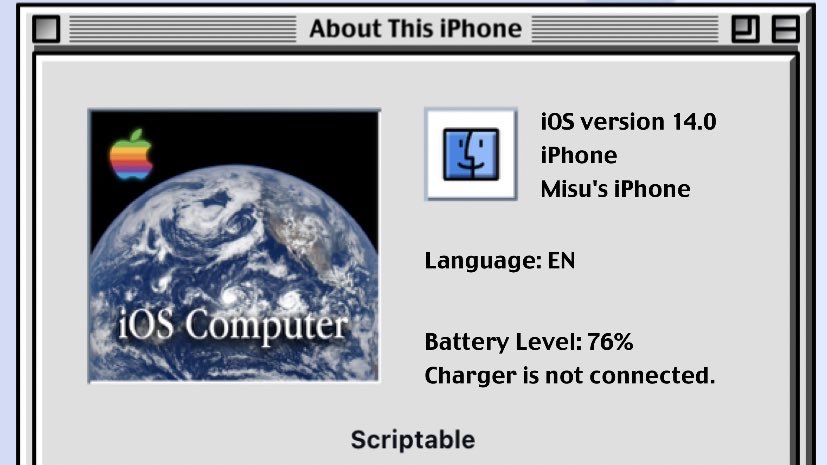 About This iPhone
iOS version 14.0
iPhone
Misu's iPhone
Language: EN
iOS Computer
Battery Level: 76%
Charger is not connected.
Scriptable